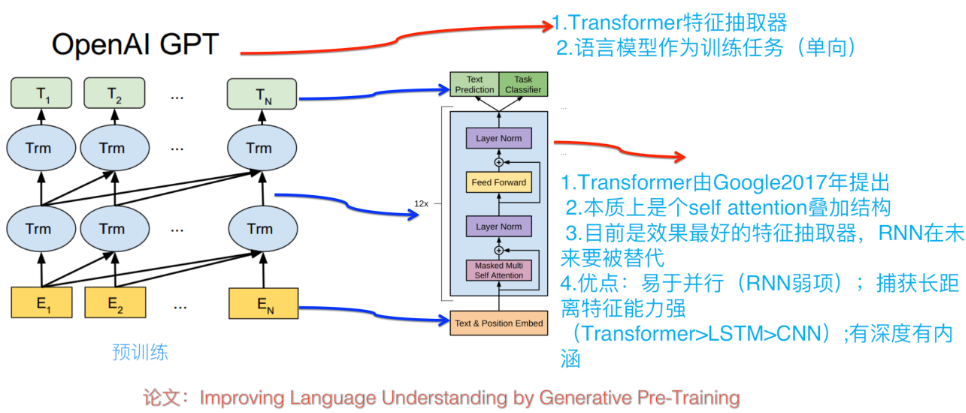 OpenAI GPT
1.Transformer特征抽取器
2.语言模型作为训练任务（单向）
T1 T2 ... TN
Trm Trm ... Trm
Trm Trm ... Trm
E1 E2 ... EN
预训练
Text Prediction
Task Classifier
Layer Norm
Feed Forward
12x
Layer Norm
Masked Multi
Self Attention
Text & Position Embed
...
...
1.Transformer由Google2017年提出
2.本质上是个self attention叠加结构
3.目前是效果最好的特征抽取器，RNN在未
来要被替代
4.优点：易于并行（RNN弱项）；捕获长距
离特征能力强
（Transformer>LSTM>CNN）;有深度有内
涵
论文：Improving Language Understanding by Generative Pre-Training